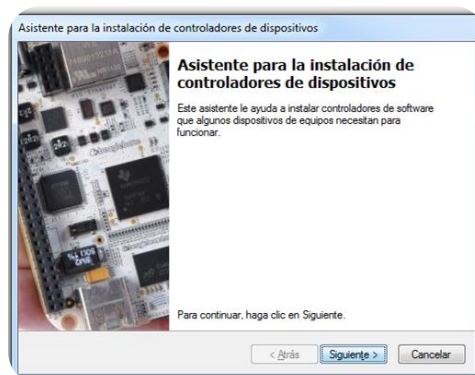 Asistente para la instalación de controladores de dispositivos
Asistente para la instalación de
controladores de dispositivos
Este asistente le ayuda a instalar controladores de software
que algunos dispositivos de equipos necesitan para
funcionar.
Para continuar, haga clic en Siguiente.
< Atrás
Siguiente >
Cancelar